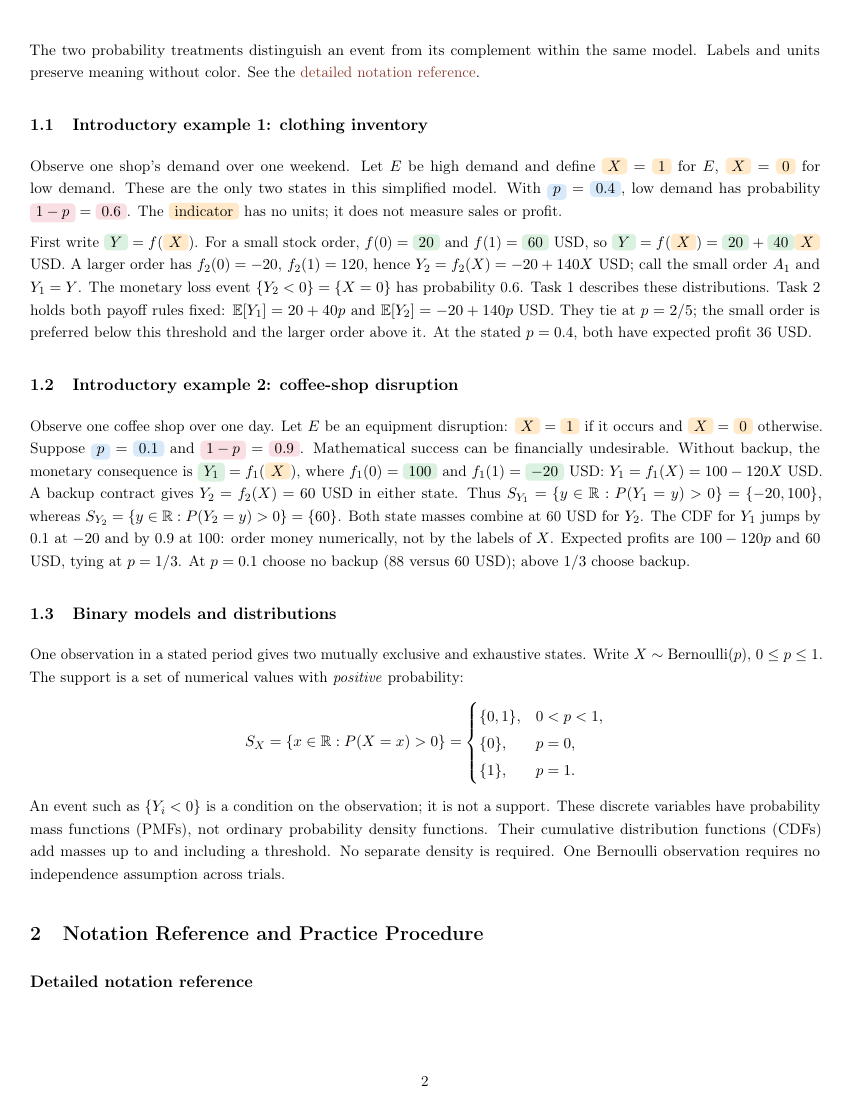 The two probability treatments distinguish an event from its complement within the same model. Labels and units
preserve meaning without color. See the detailed notation reference.
1.1 Introductory example 1: clothing inventory
Observe one shop's demand over one weekend. Let E be high demand and define X = 1 for E, X = 0 for
low demand. These are the only two states in this simplified model. With p = 0.4, low demand has probability
1 − p = 0.6. The indicator has no units; it does not measure sales or profit.
First write Y = f(X). For a small stock order, f(0) = 20 and f(1) = 60 USD, so Y = f(X) = 20 + 40 X
USD. A larger order has f₂(0) = −20, f₂(1) = 120, hence Y₂ = f₂(X) = −20 + 140X USD; call the small order A₁ and
Y₁ = Y. The monetary loss event {Y₂ < 0} = {X = 0} has probability 0.6. Task 1 describes these distributions. Task 2
holds both payoff rules fixed: 𝔼[Y₁] = 20 + 40p and 𝔼[Y₂] = −20 + 140p USD. They tie at p = 2/5; the small order is
preferred below this threshold and the larger order above it. At the stated p = 0.4, both have expected profit 36 USD.
1.2 Introductory example 2: coffee-shop disruption
Observe one coffee shop over one day. Let E be an equipment disruption: X = 1 if it occurs and X = 0 otherwise.
Suppose p = 0.1 and 1 − p = 0.9. Mathematical success can be financially undesirable. Without backup, the
monetary consequence is Y₁ = f₁(X), where f₁(0) = 100 and f₁(1) = −20 USD: Y₁ = f₁(X) = 100 − 120X USD.
A backup contract gives Y₂ = f₂(X) = 60 USD in either state. Thus S_{Y₁} = {y ∈ ℝ : P(Y₁ = y) > 0} = {−20, 100},
whereas S_{Y₂} = {y ∈ ℝ : P(Y₂ = y) > 0} = {60}. Both state masses combine at 60 USD for Y₂. The CDF for Y₁ jumps by
0.1 at −20 and by 0.9 at 100: order money numerically, not by the labels of X. Expected profits are 100 − 120p and 60
USD, tying at p = 1/3. At p = 0.1 choose no backup (88 versus 60 USD); above 1/3 choose backup.
1.3 Binary models and distributions
One observation in a stated period gives two mutually exclusive and exhaustive states. Write X ∼ Bernoulli(p), 0 ≤ p ≤ 1.
The support is a set of numerical values with positive probability:
S_X = {x ∈ ℝ : P(X = x) > 0} = { {0, 1}, 0 < p < 1,
{0}, p = 0,
{1}, p = 1.
An event such as {Yᵢ < 0} is a condition on the observation; it is not a support. These discrete variables have probability
mass functions (PMFs), not ordinary probability density functions. Their cumulative distribution functions (CDFs)
add masses up to and including a threshold. No separate density is required. One Bernoulli observation requires no
independence assumption across trials.
2 Notation Reference and Practice Procedure
Detailed notation reference
2